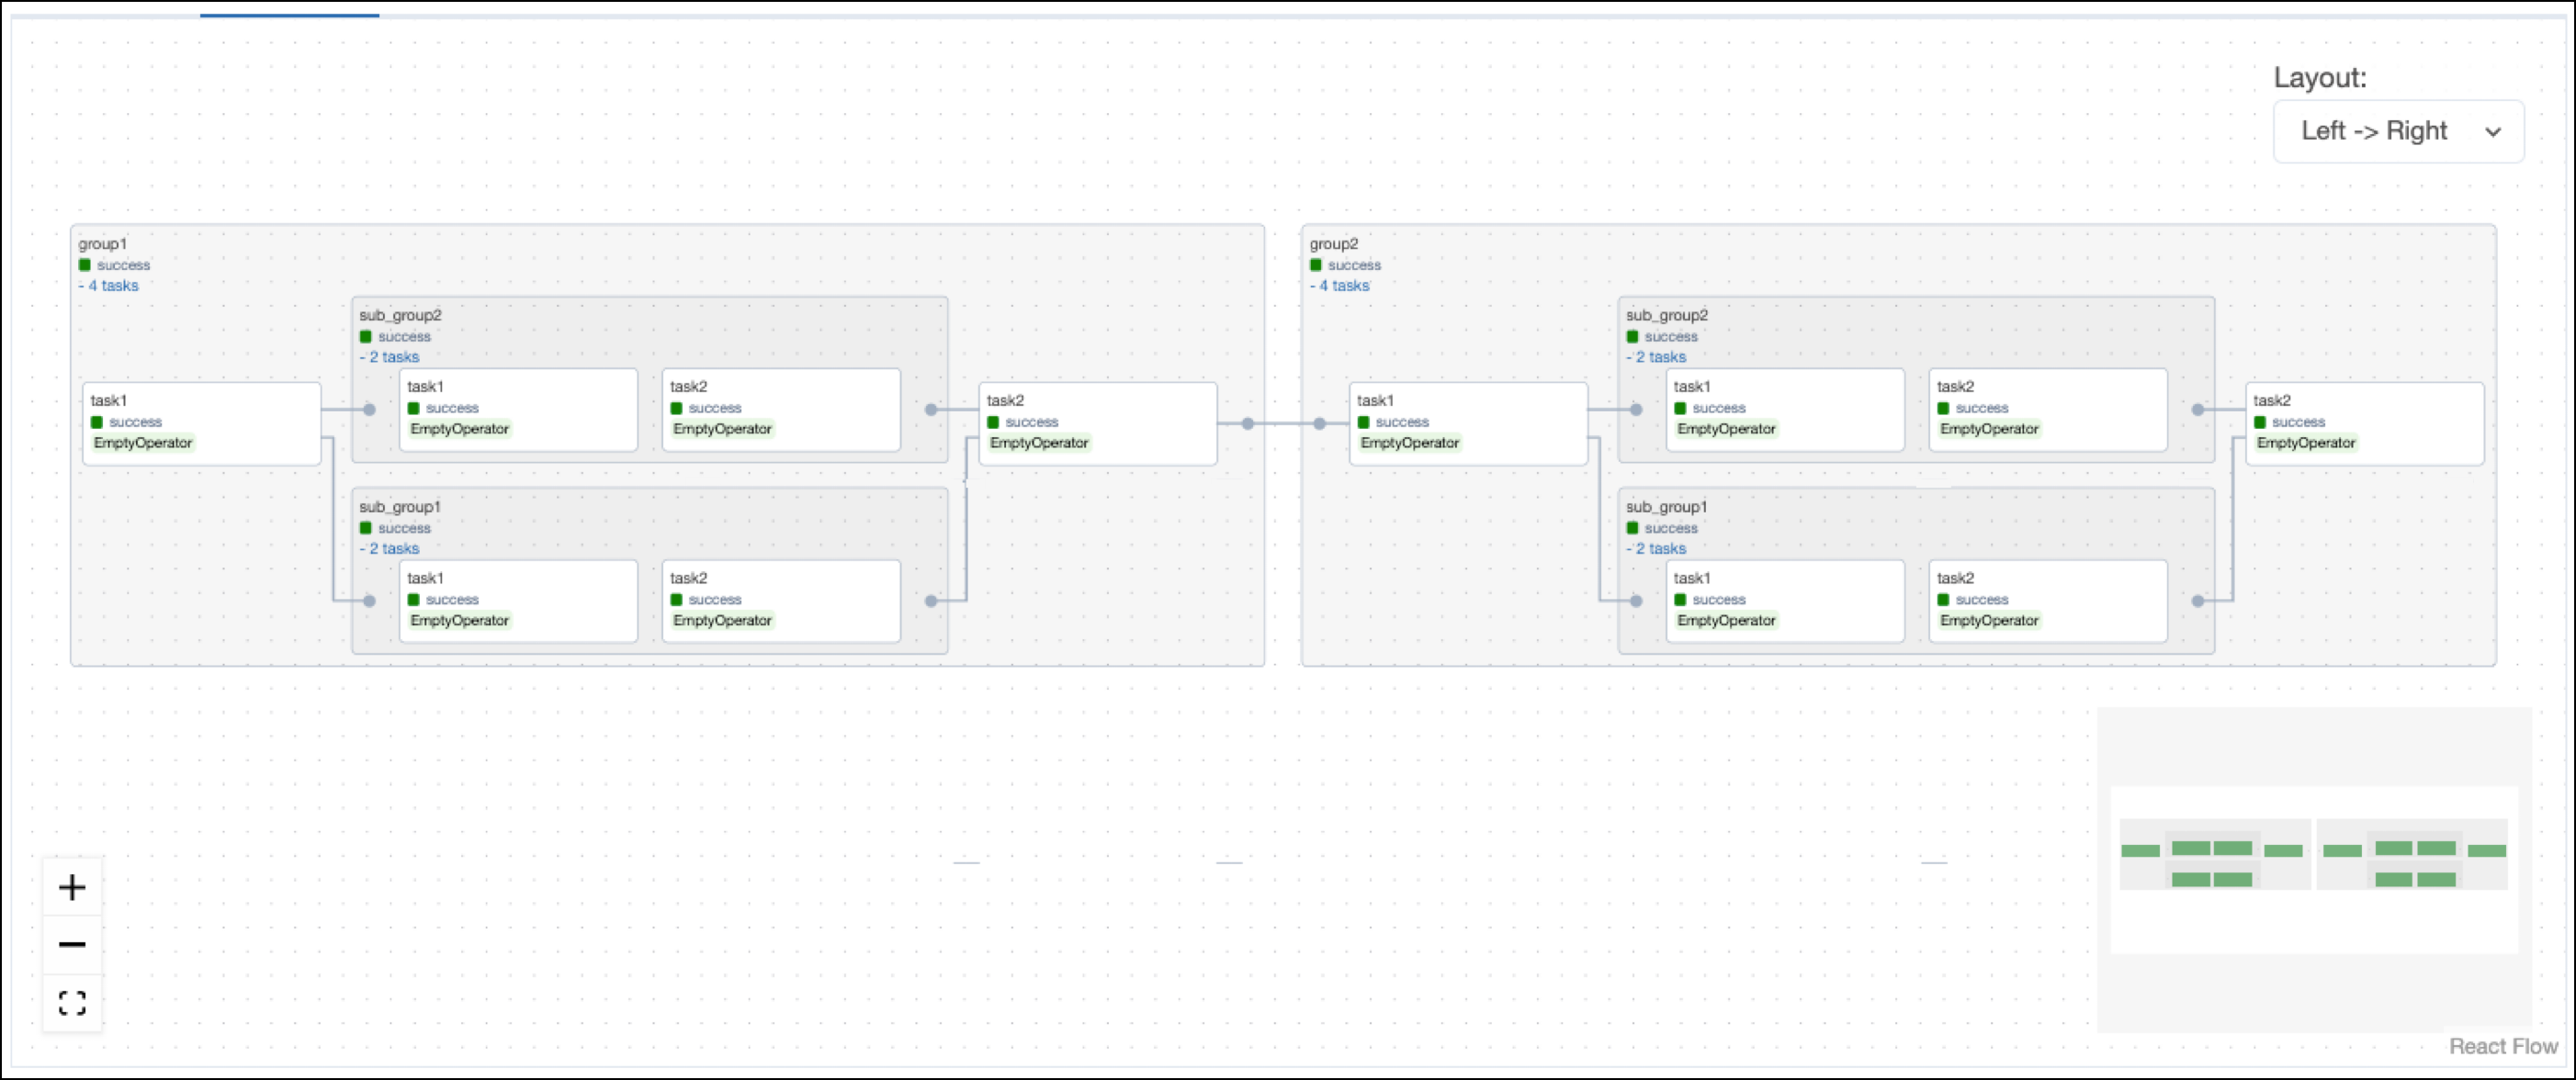 Layout:
Left -> Right
group1
success
- 4 tasks
task1
success
EmptyOperator
sub_group2
success
- 2 tasks
task1
success
EmptyOperator
task2
success
EmptyOperator
sub_group1
success
- 2 tasks
task1
success
EmptyOperator
task2
success
EmptyOperator
task2
success
EmptyOperator
group2
success
- 4 tasks
task1
success
EmptyOperator
sub_group2
success
- 2 tasks
task1
success
EmptyOperator
task2
success
EmptyOperator
sub_group1
success
- 2 tasks
task1
success
EmptyOperator
task2
success
EmptyOperator
task2
success
EmptyOperator
React Flow